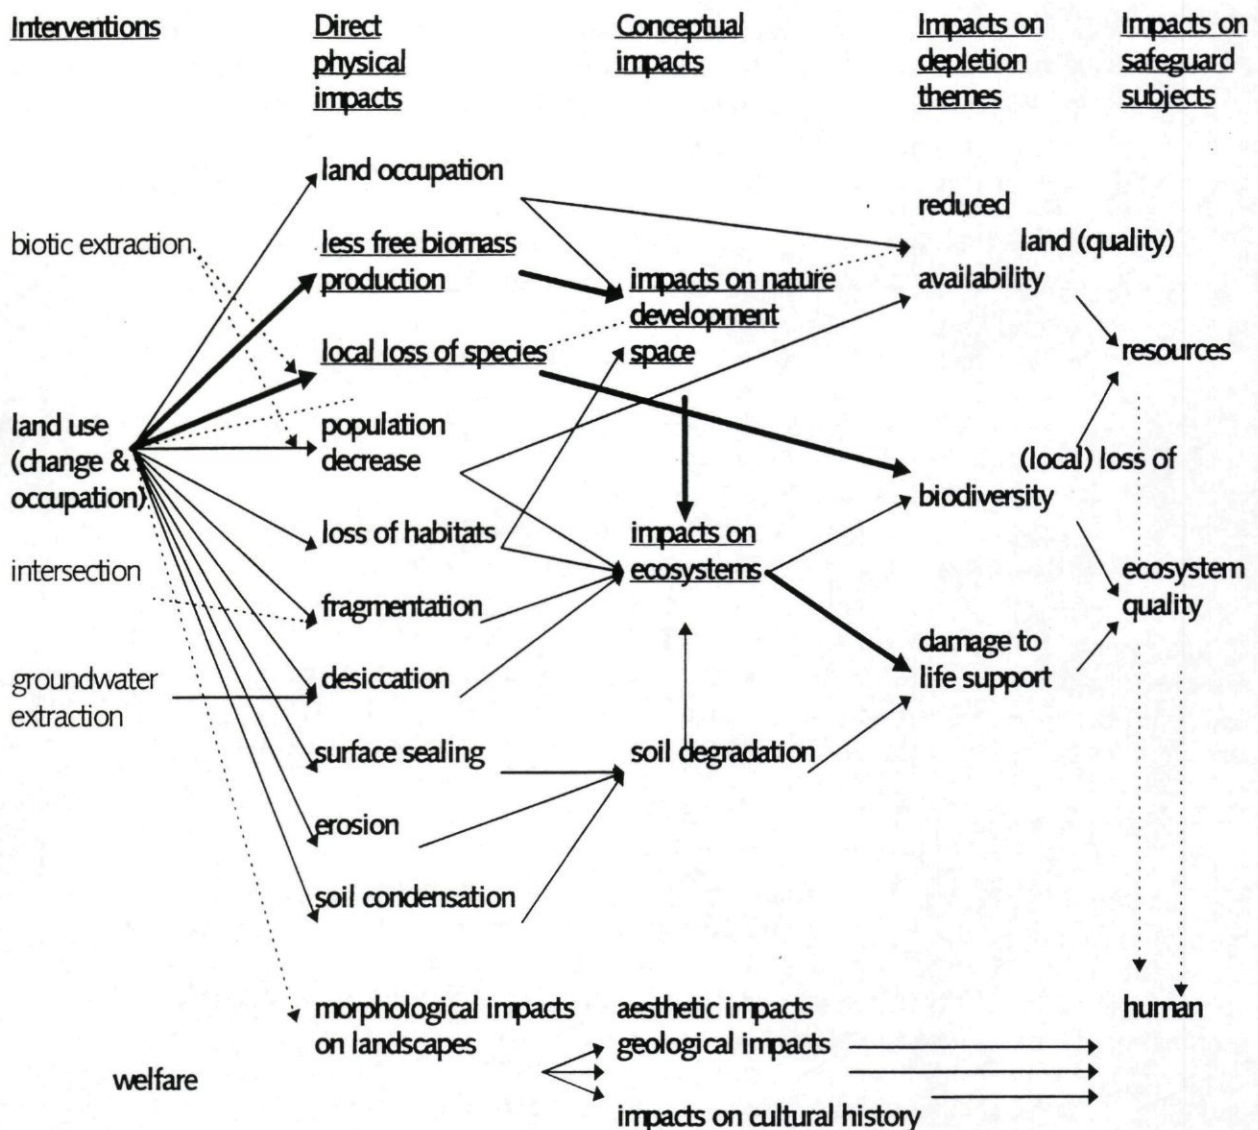 Interventions
Direct
physical
impacts
Conceptual
impacts
Impacts on
depletion
themes
Impacts on
safeguard
subjects
land occupation
biotic extraction
less free biomass
production
local loss of species
land use
(change &
occupation)
population
decrease
loss of habitats
intersection
fragmentation
groundwater
extraction
desiccation
surface sealing
erosion
soil condensation
morphological impacts
on landscapes
welfare
impacts on nature
development
space
impacts on
ecosystems
soil degradation
aesthetic impacts
geological impacts
impacts on cultural history
reduced
land (quality)
availability
(local) loss of
biodiversity
damage to
life support
resources
ecosystem
quality
human